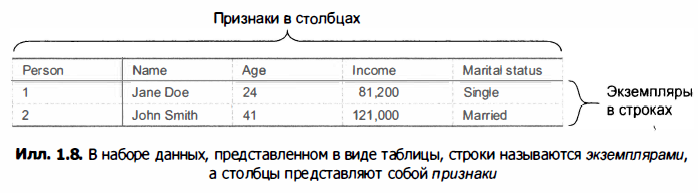 Признаки в столбцах
Person Name Age Income Marital status
1 Jane Doe 24 81,200 Single
2 John Smith 41 121,000 Married
Экземпляры
в строках
Илл. 1.8. В наборе данных, представленном в виде таблицы, строки называются экземплярами,
а столбцы представляют собой признаки